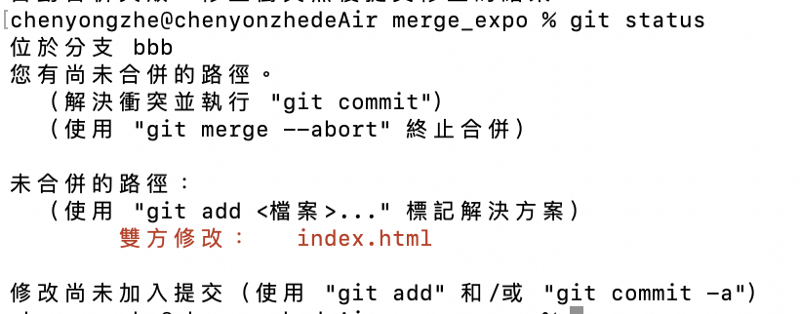 chenyongzhe@chenyonzhedeAir merge_expo % git status
位於分支 bbb
您有尚未合併的路徑。
（解決衝突並執行 "git commit"）
（使用 "git merge --abort" 終止合併）
未合併的路徑：
（使用 "git add <檔案>..." 標記解決方案）
雙方修改： index.html
修改尚未加入提交（使用 "git add" 和/或 "git commit -a"）